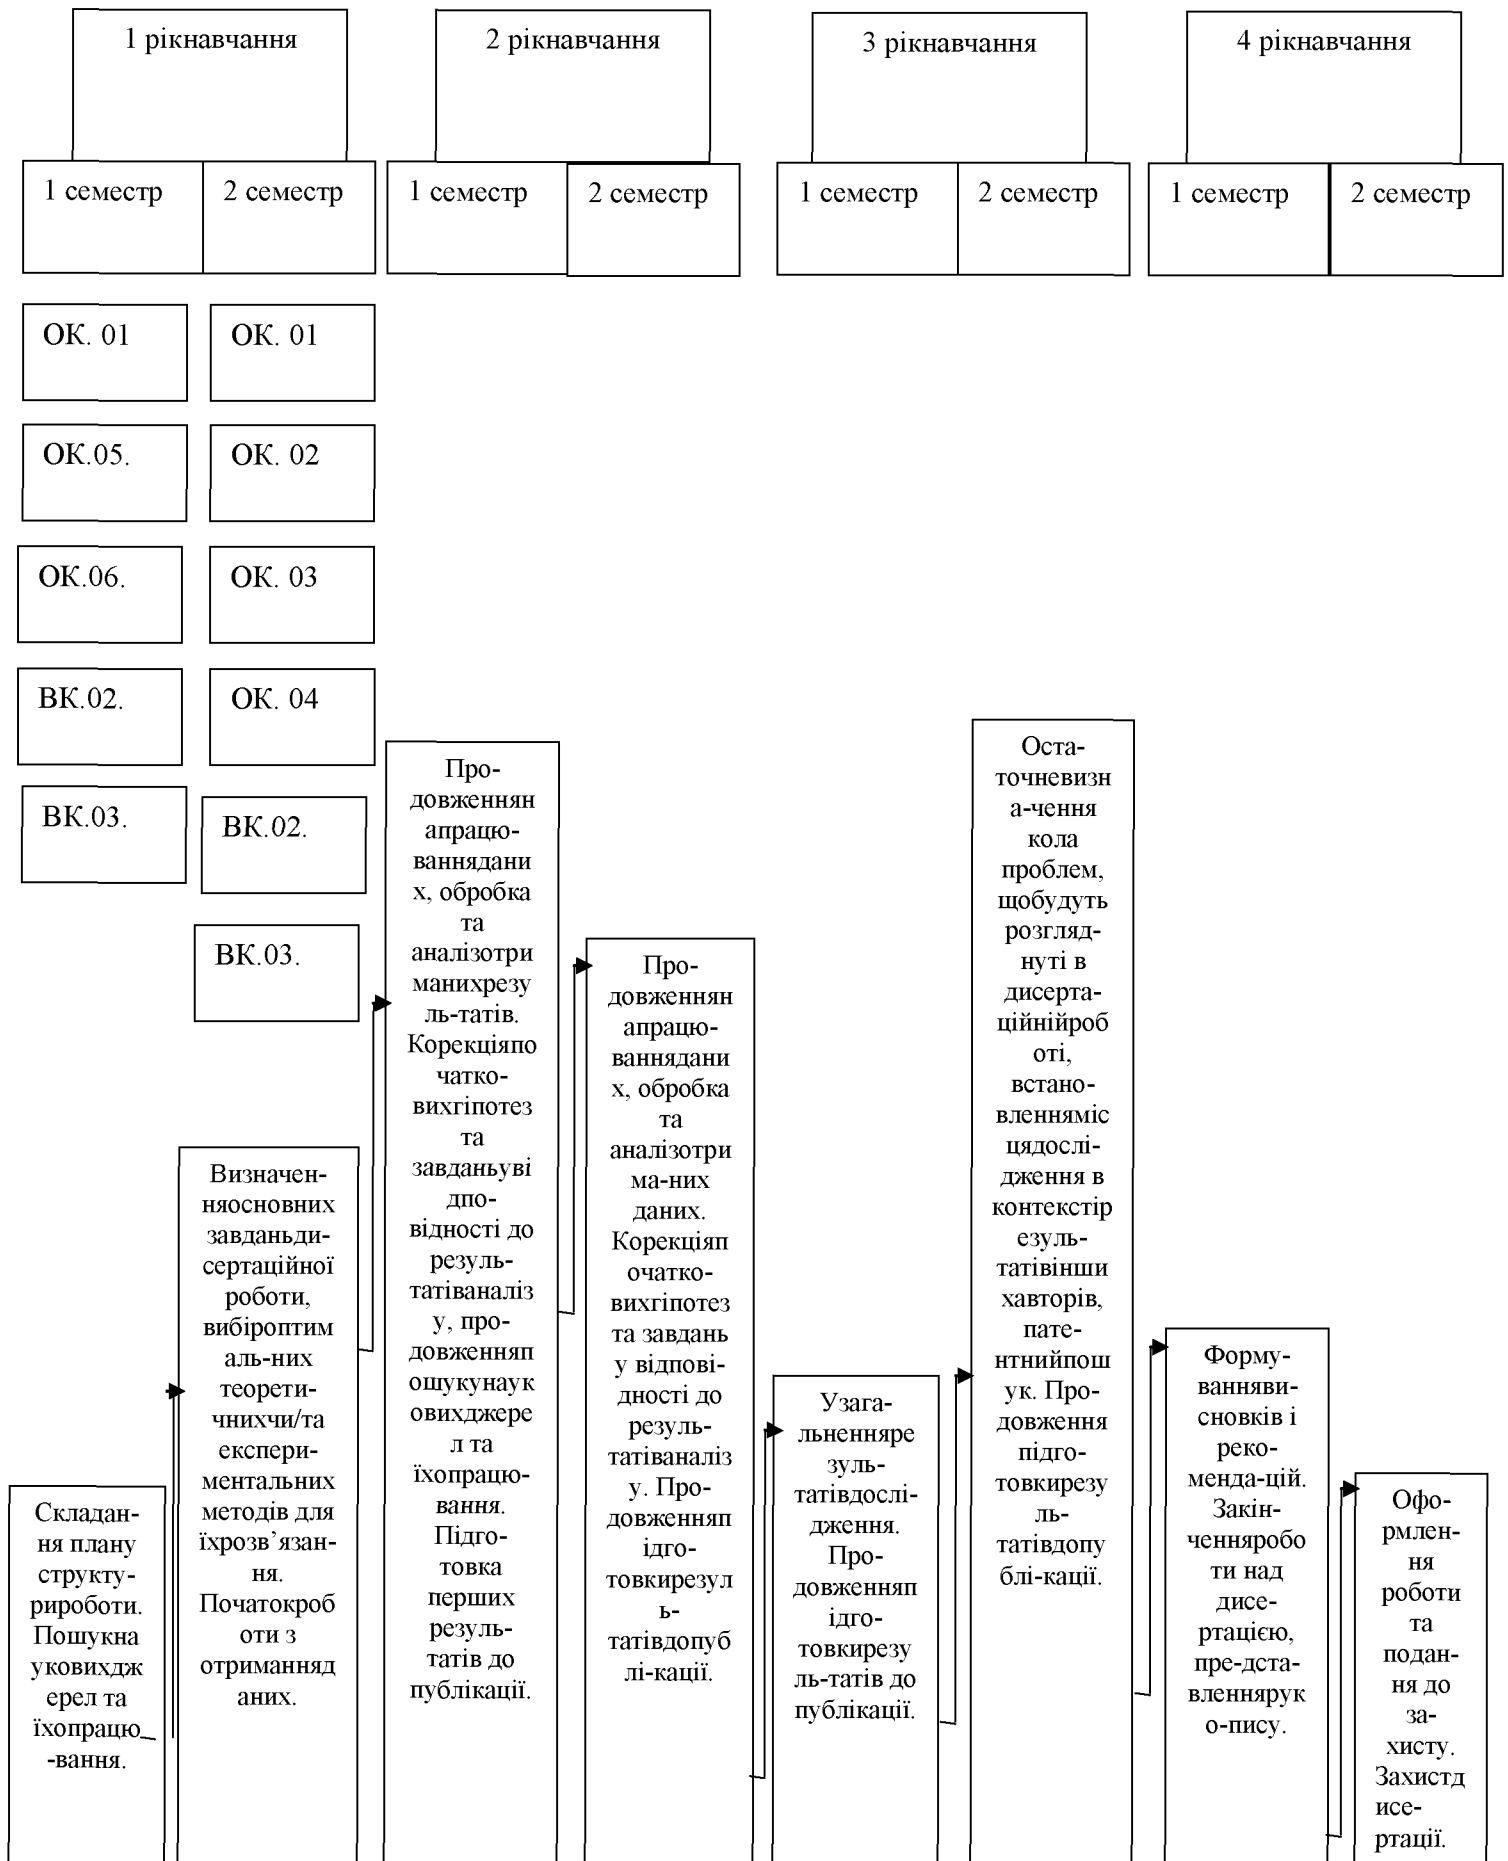 1 рікнавчання
2 рікнавчання
3 рікнавчання
4 рікнавчання
1 семестр
2 семестр
1 семестр
2 семестр
1 семестр
2 семестр
1 семестр
2 семестр
ОК. 01
ОК. 01
ОК.05.
ОК. 02
ОК.06.
ОК. 03
ВК.02.
ОК. 04
ВК.03.
ВК.02.
ВК.03.
Складан-
ня плану
структу-
рироботи.
Пошукна
уковихдж
ерел та
їхопрацю
-вання.
Визначен-
няосновних
завданьди-
сертаційної
роботи,
вибіроптим
аль-них
теорети-
чнихчи/та
експери-
ментальних
методів для
їхрозв’язан-
ня.
Початокроб
оти з
отриманняд
аних.
Про-
довженнян
апрацю-
ваннядани
х, обробка
та
аналізотри
манихрезу
ль-татів.
Корекціяпо
чатко-
вихгіпотез
та
завданьуві
дпо-
відності до
резуль-
татіваналіз
у, про-
довженняп
ошукунаук
овихджере
л та
їхопрацю-
вання.
Підго-
товка
перших
резуль-
татів до
публікації.
Про-
довженнян
апрацю-
ваннядани
х, обробка
та
аналізотри
ма-них
даних.
Корекціяп
очатко-
вихгіпотез
та завдань
у відпові-
дності до
резуль-
татіваналіз
у. Про-
довженняп
ідго-
товкирезул
ь-
татівдопуб
лі-кації.
Узага-
льненняре
зуль-
татівдослі-
дження.
Про-
довженняп
ідго-
товкирезу
ль-татів до
публікації.
Оста-
точневизн
а-чення
кола
проблем,
щобудуть
розгляд-
нуті в
дисерта-
ційнійроб
оті,
встано-
вленняміс
цядослі-
дження в
контекстір
езуль-
татівінши
хавторів,
пате-
нтнийпош
ук. Про-
довження
підго-
товкирезу
ль-
татівдопу
блі-кації.
Форму-
ванняви-
сновків і
реко-
менда-цій.
Закін-
ченняробо
ти над
дисе-
ртацією,
пре-дста-
вленнярук
о-пису.
Офо-
рмлен-
ня
роботи
та
подан-
ня до
за-
хисту.
Захистд
исе-
ртації.